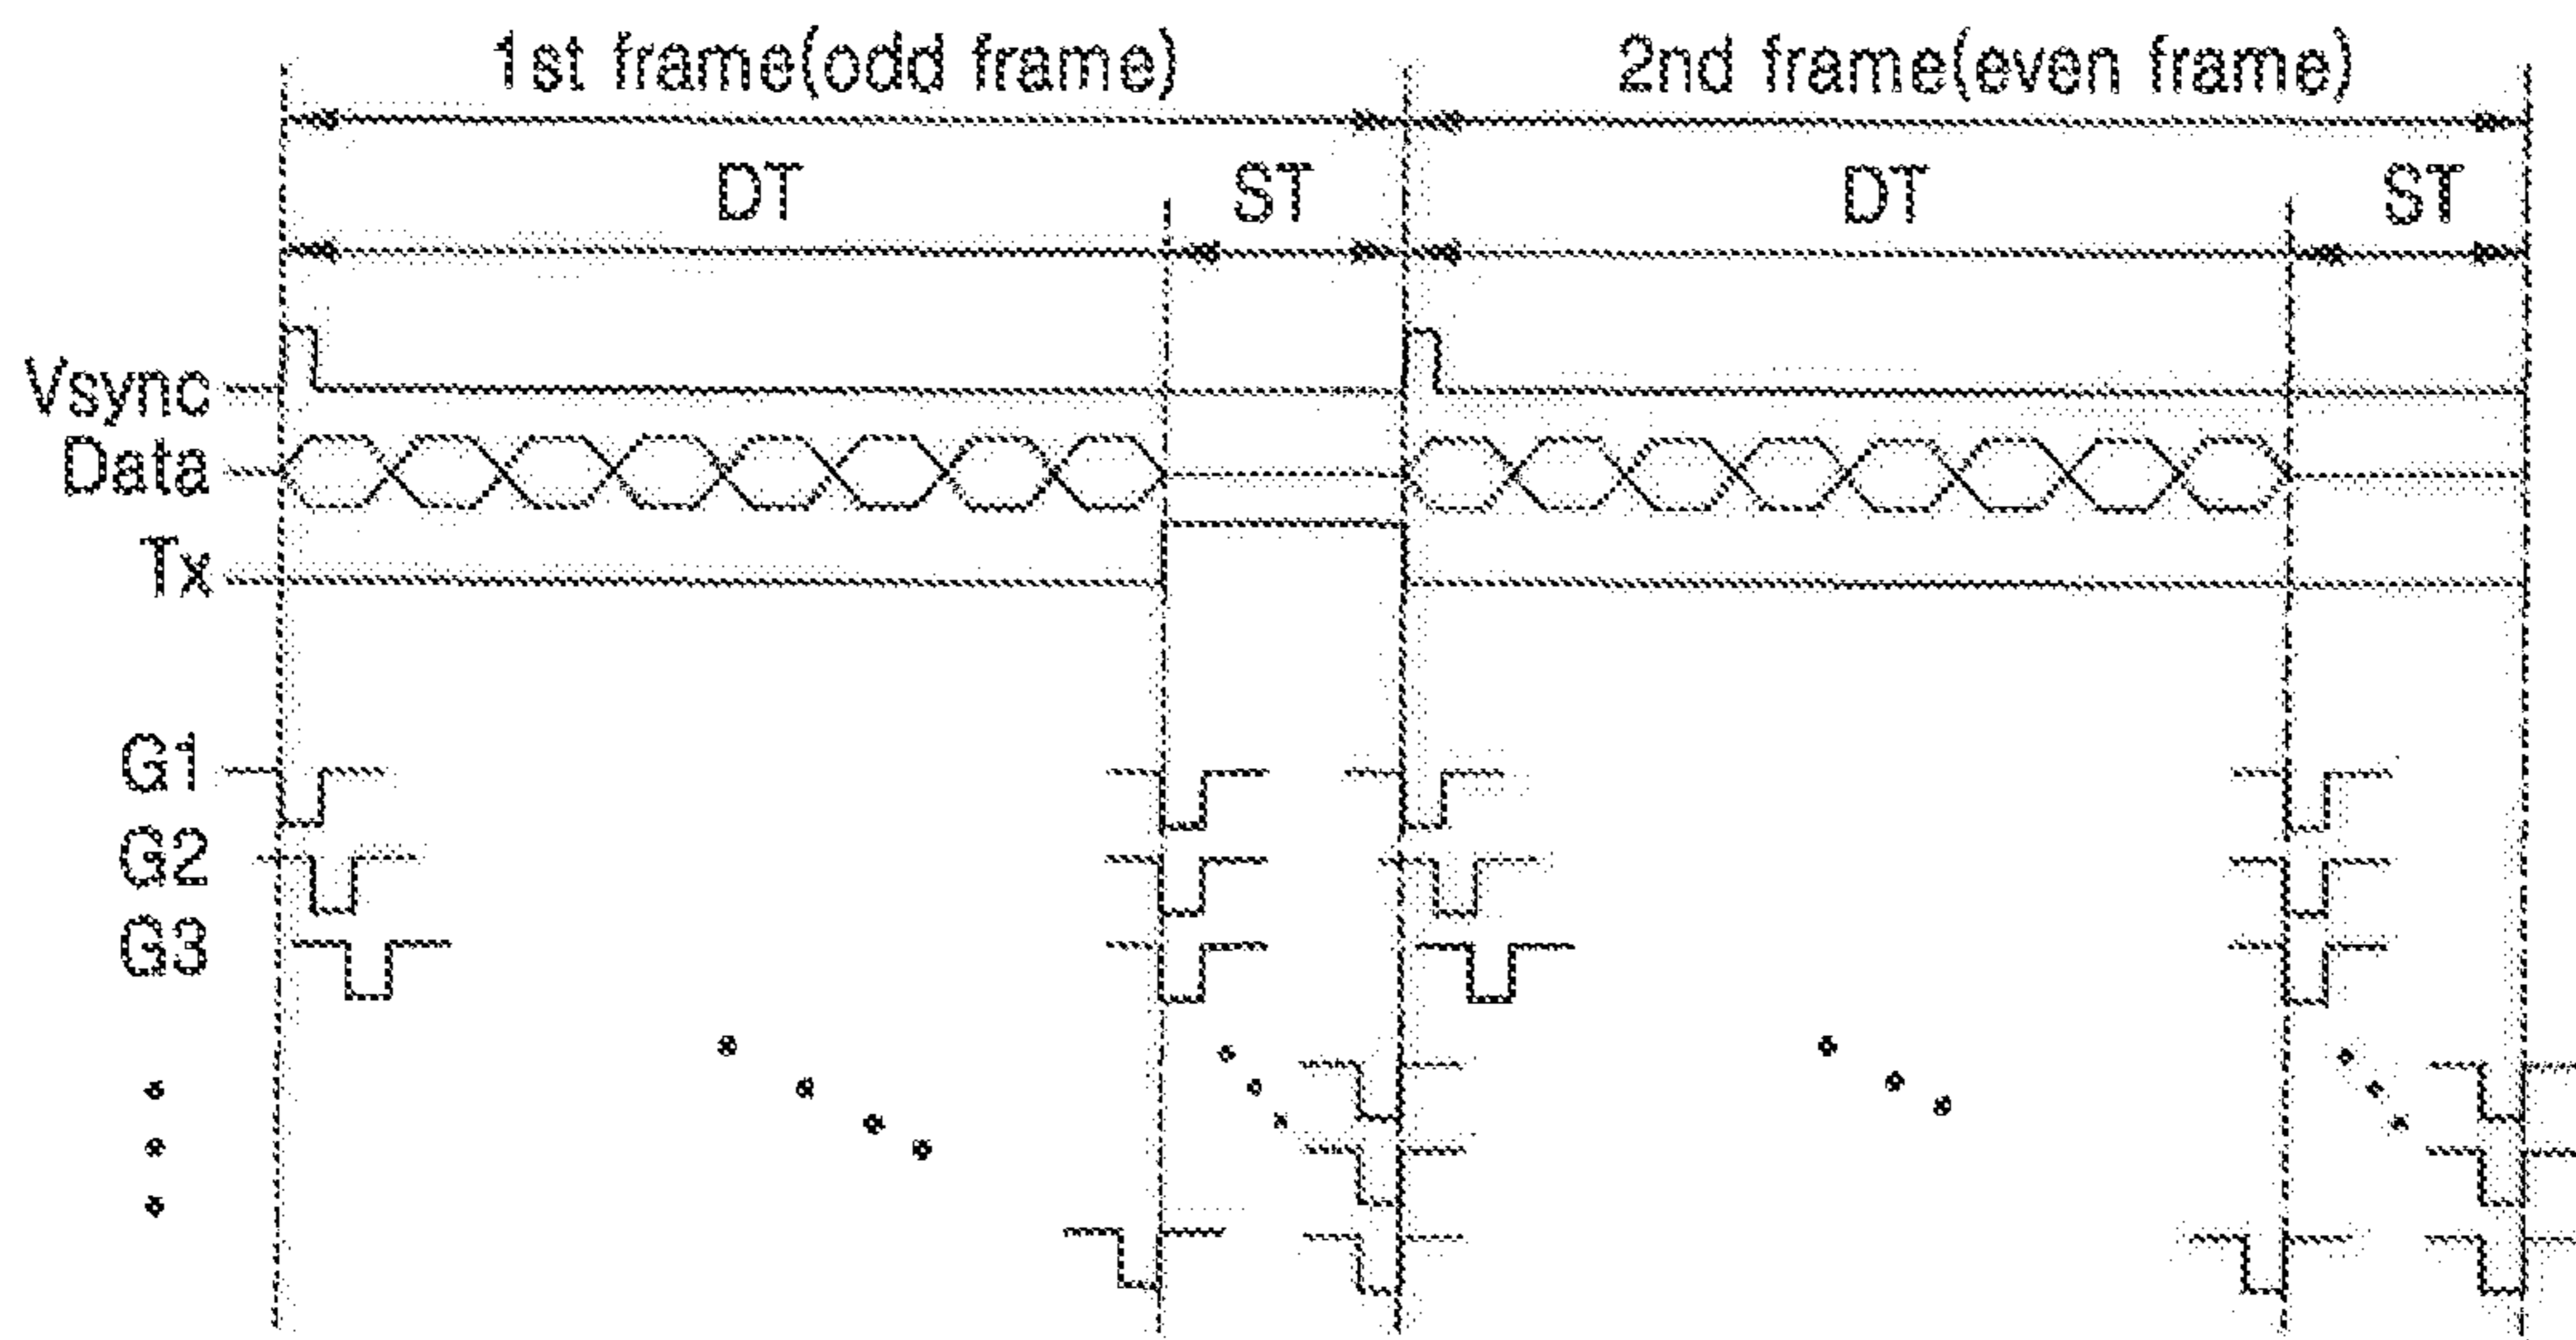 1st frame(odd frame) 2nd frame(even frame)
DT ST DT ST
Vsync
Data
Tx
G1
G2
G3